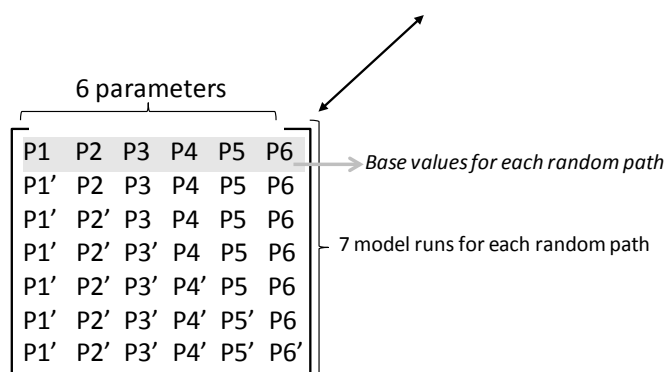 6 parameters
P1 P2 P3 P4 P5 P6
Base values for each random path
P1’ P2 P3 P4 P5 P6
P1’ P2’ P3 P4 P5 P6
P1’ P2’ P3’ P4 P5 P6
7 model runs for each random path
P1’ P2’ P3’ P4’ P5 P6
P1’ P2’ P3’ P4’ P5’ P6
P1’ P2’ P3’ P4’ P5’ P6’